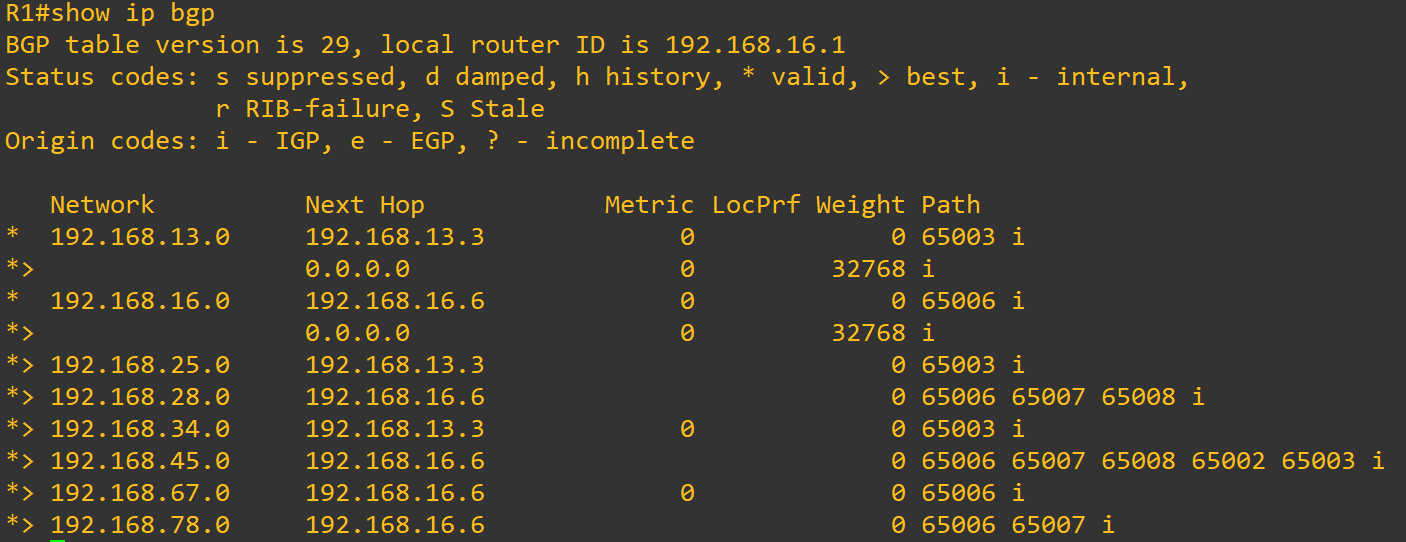 R1#show ip bgp
BGP table version is 29, local router ID is 192.168.16.1
Status codes: s suppressed, d damped, h history, * valid, > best, i - internal,
              r RIB-failure, S Stale
Origin codes: i - IGP, e - EGP, ? - incomplete

   Network          Next Hop            Metric LocPrf Weight Path
*  192.168.13.0     192.168.13.3             0             0 65003 i
*>                  0.0.0.0                  0         32768 i
*  192.168.16.0     192.168.16.6             0             0 65006 i
*>                  0.0.0.0                  0         32768 i
*> 192.168.25.0     192.168.13.3                           0 65003 i
*> 192.168.28.0     192.168.16.6                           0 65006 65007 65008 i
*> 192.168.34.0     192.168.13.3             0             0 65003 i
*> 192.168.45.0     192.168.16.6                           0 65006 65007 65008 65002 65003 i
*> 192.168.67.0     192.168.16.6             0             0 65006 i
*> 192.168.78.0     192.168.16.6                           0 65006 65007 i